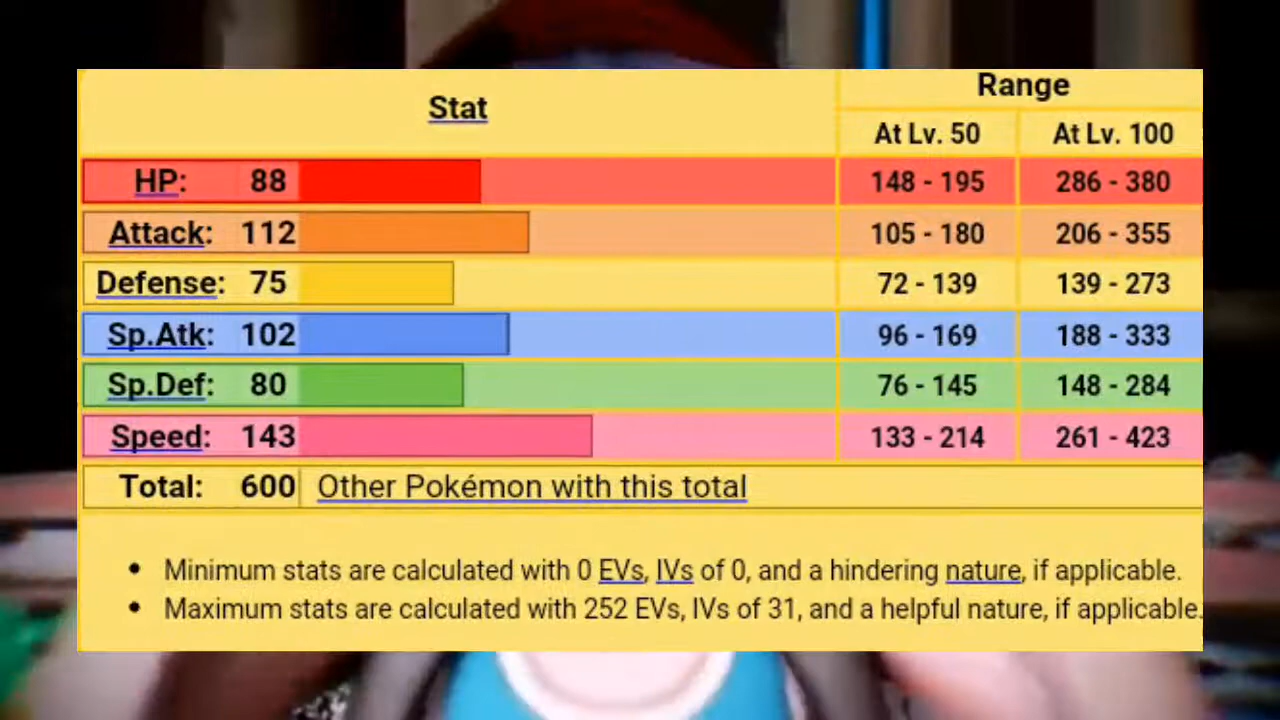 Stat Range
At Lv. 50 At Lv. 100
HP: 88 148 - 195 286 - 380
Attack: 112 105 - 180 206 - 355
Defense: 75 72 - 139 139 - 273
Sp.Atk: 102 96 - 169 188 - 333
Sp.Def: 80 76 - 145 148 - 284
Speed: 143 133 - 214 261 - 423
Total: 600 Other Pokémon with this total
• Minimum stats are calculated with 0 EVs, IVs of 0, and a hindering nature, if applicable.
• Maximum stats are calculated with 252 EVs, IVs of 31, and a helpful nature, if applicable.